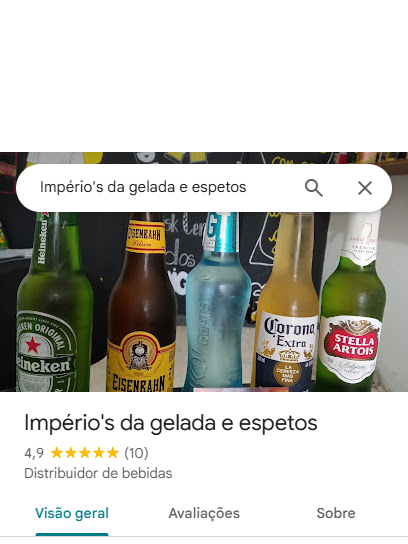 Império's da gelada e espetos
Heineken
EN ORIGINAL
Heineken
EISENBAHN
Pilsen
EISENBAHN
GT
Corona
Extra
LA
CERVEZA
MAS
FINA
STELLA
ARTOIS
Império's da gelada e espetos
4,9 ★★★★★ (10)
Distribuidor de bebidas
Visão geral
Avaliações
Sobre